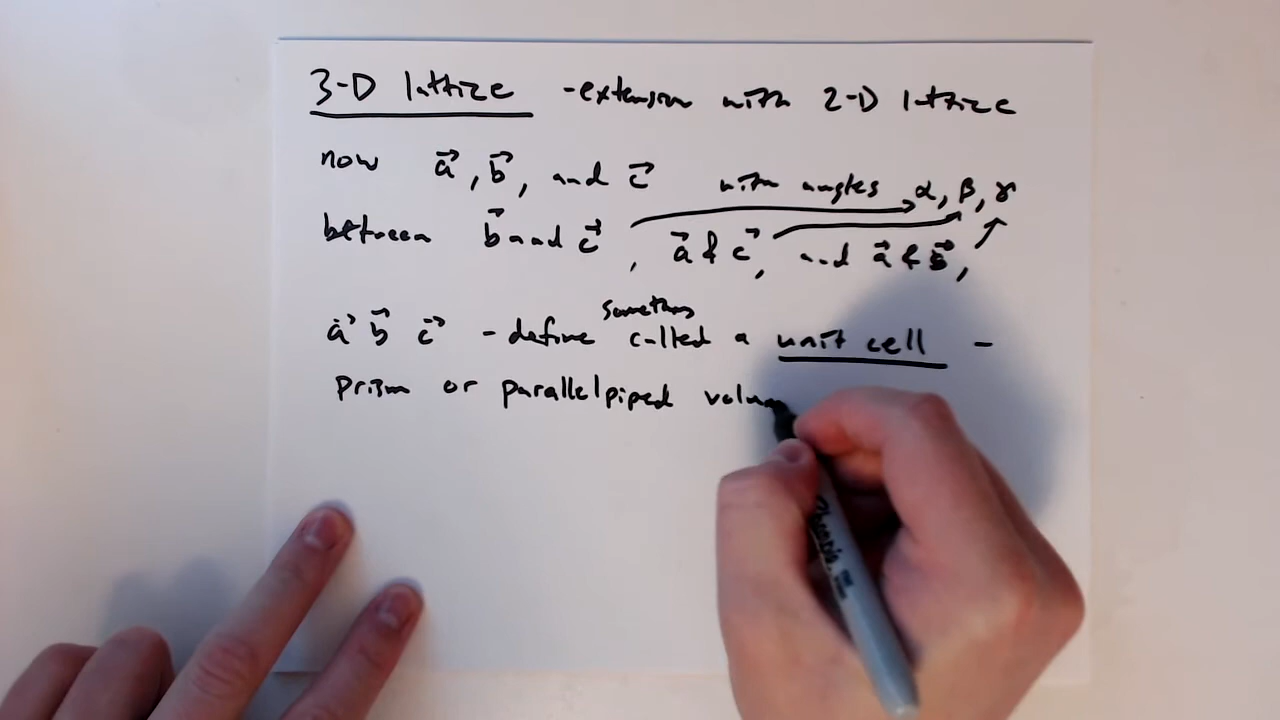 3-D lattice - extension with 2-D lattice
now a⃗, b⃗, and c⃗ with angles α, β, γ
between b⃗ and c⃗, a⃗ & c⃗, and a⃗ & b⃗,
something
a⃗ b⃗ c⃗ - define called a unit cell -
prism or parallelpiped volum